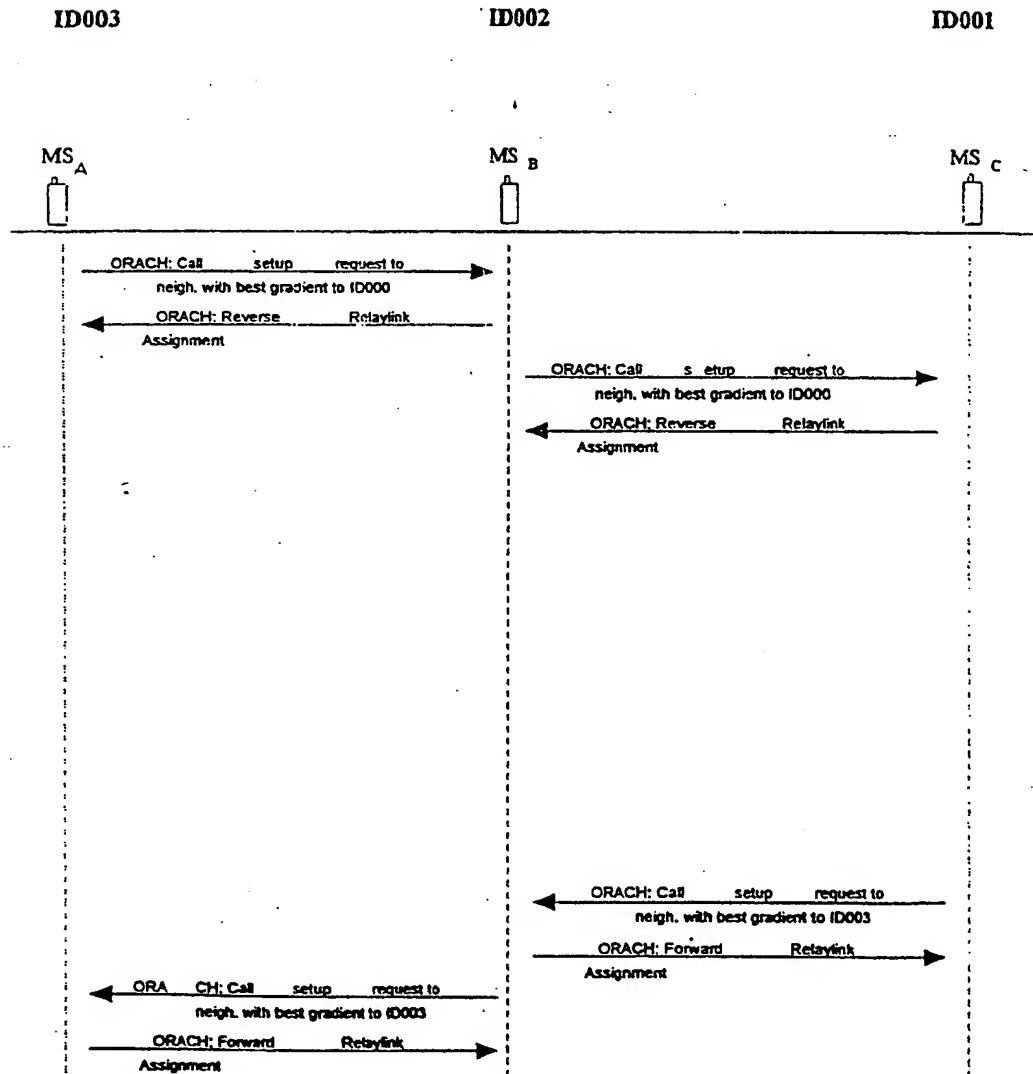 ID003 ID002 ID001
MS A MS B MS C
ORACH: Call setup request to
neigh. with best gradient to ID000
ORACH: Reverse Relaylink
Assignment
ORACH: Call s etup request to
neigh. with best gradient to ID000
ORACH: Reverse Relaylink
Assignment
ORACH: Call setup request to
neigh. with best gradient to ID003
ORACH: Forward Relaylink
Assignment
ORA CH: Call setup request to
neigh. with best gradient to ID003
ORACH: Forward Relaylink
Assignment